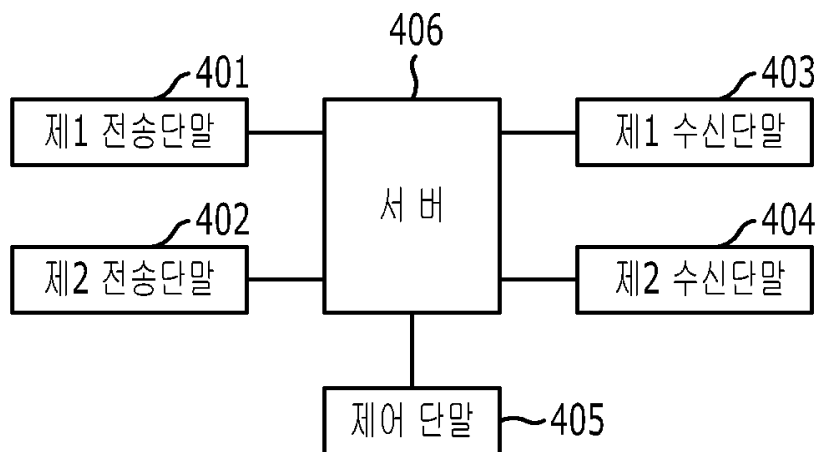 406
401
403
제1 전송단말
제1 수신단말
서 버
402
404
제2 전송단말
제2 수신단말
제어 단말
405